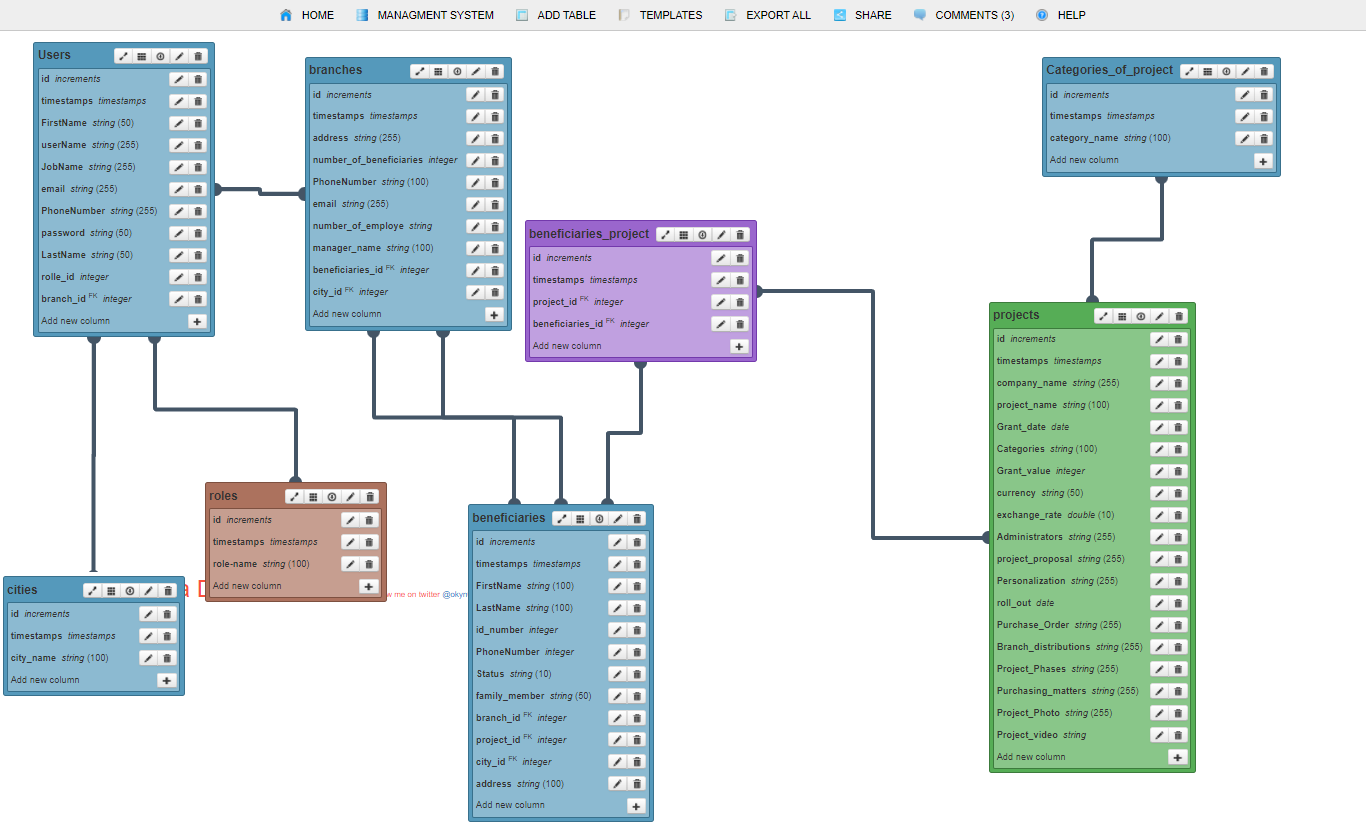 HOME MANAGMENT SYSTEM ADD TABLE TEMPLATES EXPORT ALL SHARE COMMENTS (3) HELP
Users
id increments
timestamps timestamps
FirstName string (50)
userName string (255)
JobName string (255)
email string (255)
PhoneNumber string (255)
password string (50)
LastName string (50)
rolle_id integer
branch_id FK integer
Add new column
branches
id increments
timestamps timestamps
address string (255)
number_of_beneficiaries integer
PhoneNumber string (100)
email string (255)
number_of_employe string
manager_name string (100)
beneficiaries_id FK integer
city_id FK integer
Add new column
beneficiaries_project
id increments
timestamps timestamps
project_id FK integer
beneficiaries_id FK integer
Add new column
Categories_of_project
id increments
timestamps timestamps
category_name string (100)
Add new column
projects
id increments
timestamps timestamps
company_name string (255)
project_name string (100)
Grant_date date
Categories string (100)
Grant_value integer
currency string (50)
exchange_rate double (10)
Administrators string (255)
project_proposal string (255)
Personalization string (255)
roll_out date
Purchase_Order string (255)
Branch_distributions string (255)
Project_Phases string (255)
Purchasing_matters string (255)
Project_Photo string (255)
Project_video string
Add new column
roles
id increments
timestamps timestamps
role-name string (100)
Add new column
cities
id increments
timestamps timestamps
city_name string (100)
Add new column
a D
w me on twitter @okyn
beneficiaries
id increments
timestamps timestamps
FirstName string (100)
LastName string (100)
id_number integer
PhoneNumber integer
Status string (10)
family_member string (50)
branch_id FK integer
project_id FK integer
city_id FK integer
address string (100)
Add new column